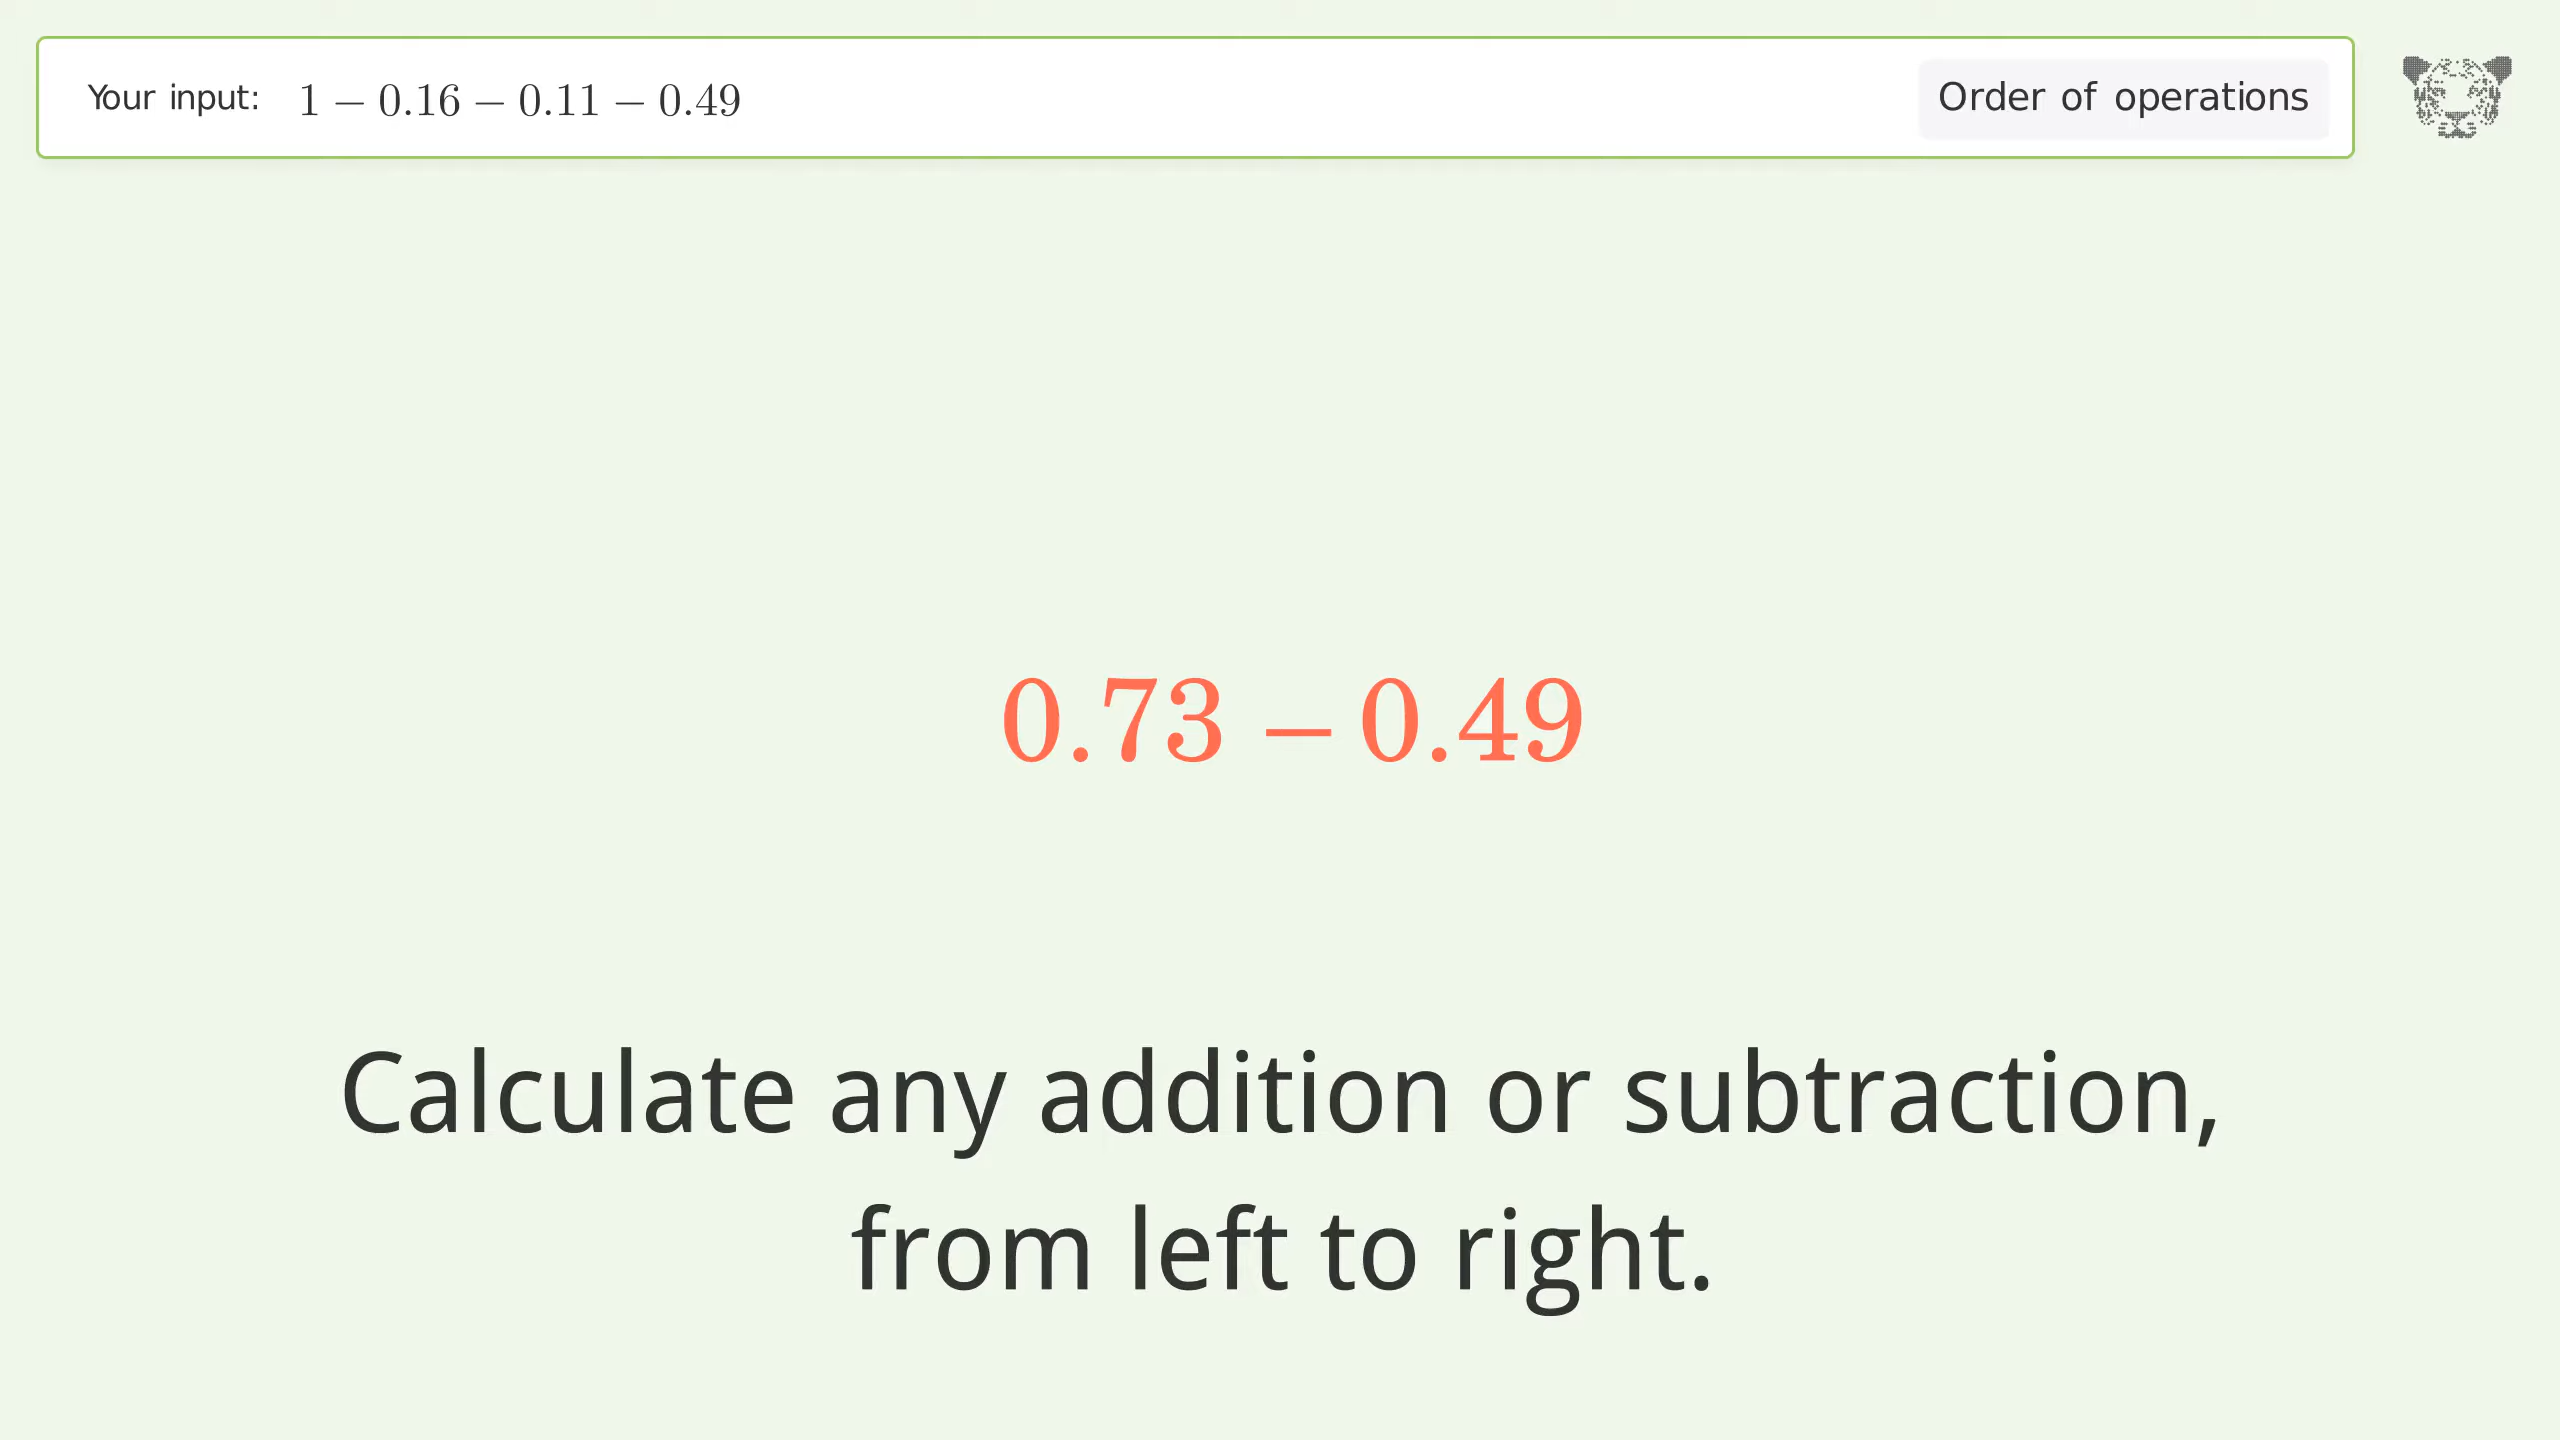 Your input: 1 − 0.16 − 0.11 − 0.49 Order of operations
0.73 − 0.49
Calculate any addition or subtraction,
from left to right.